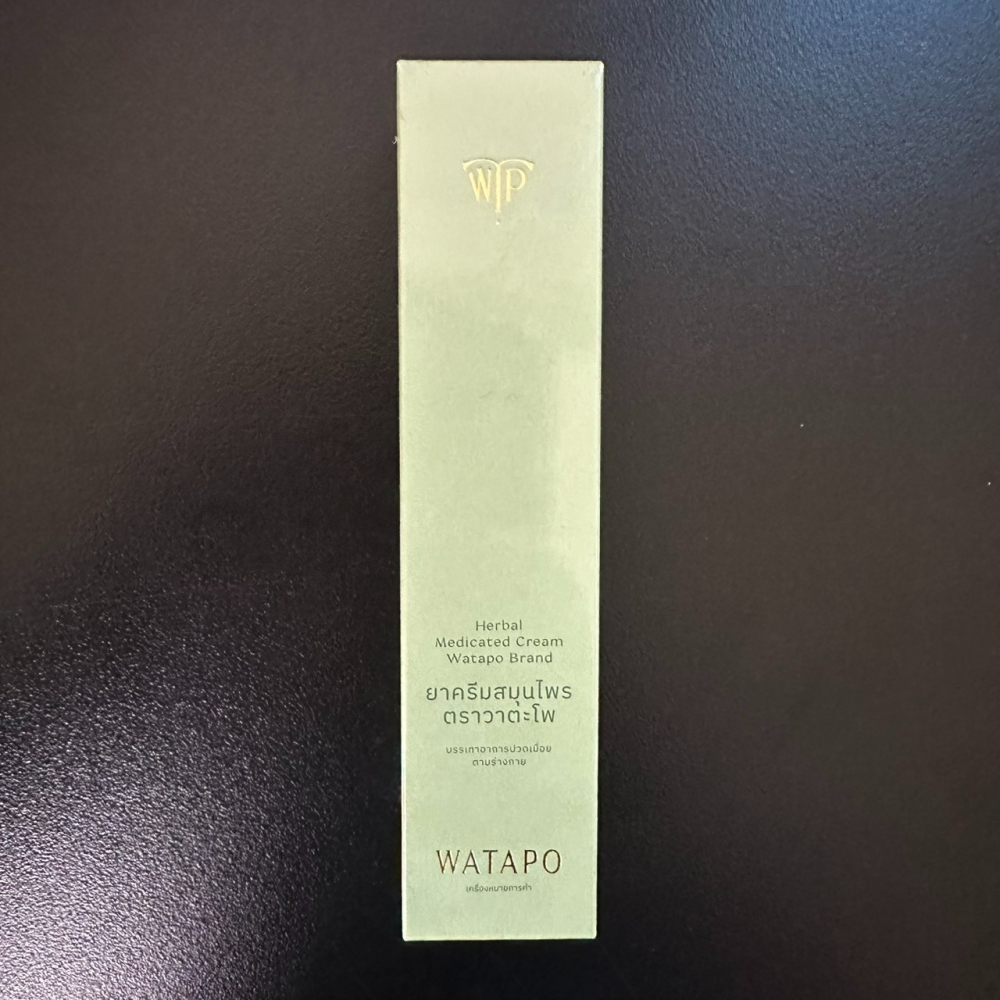 WTP
Herbal
Medicated Cream
Watapo Brand
ยาครีมสมุนไพร
ตราวาตะโพ
บรรเทาอาการปวดเมื่อย
ตามร่างกาย
WATAPO
เครื่องหมายการค้า